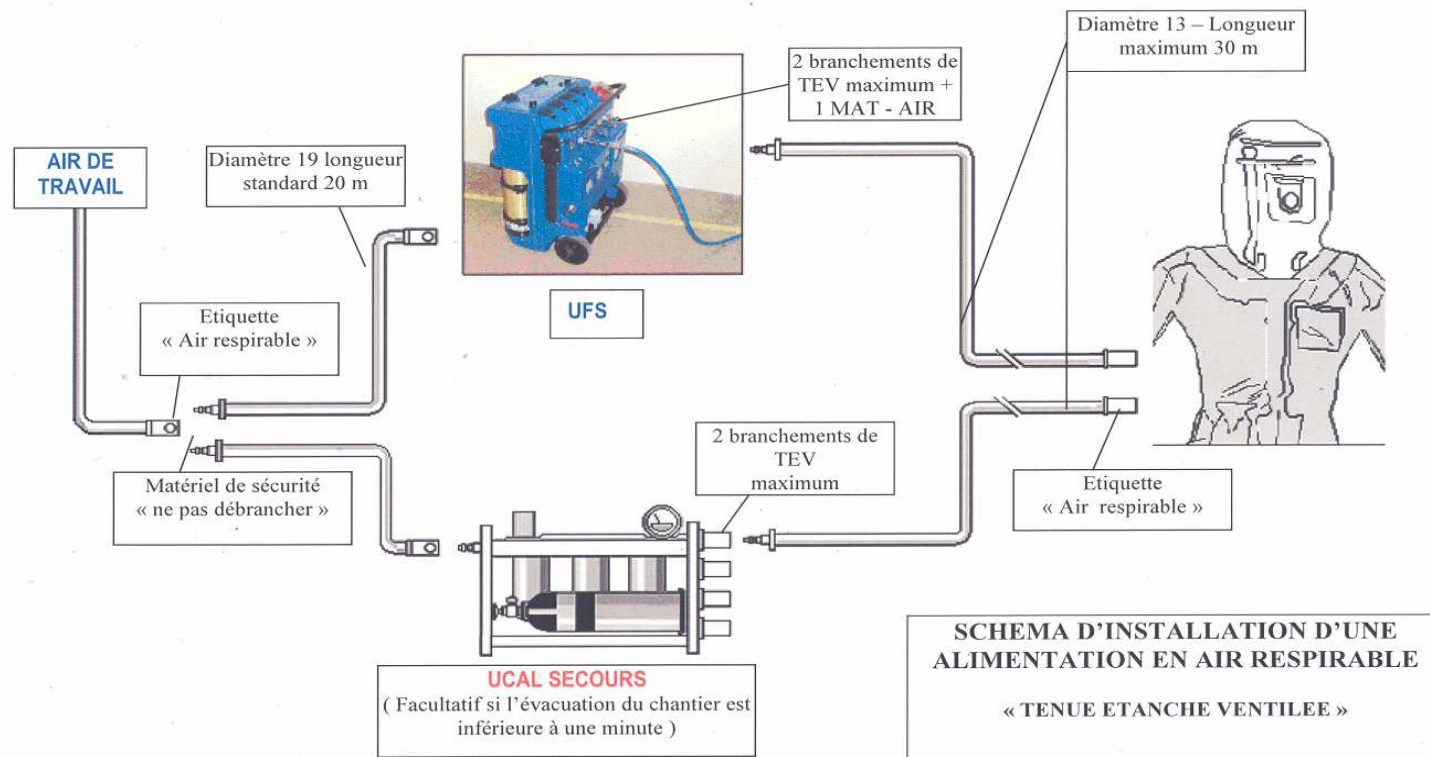 Diamètre 13 – Longueur
maximum 30 m
2 branchements de
TEV maximum +
1 MAT - AIR
AIR DE
TRAVAIL
Diamètre 19 longueur
standard 20 m
UFS
Etiquette
« Air respirable »
2 branchements de
TEV
maximum
Matériel de sécurité
« ne pas débrancher »
Etiquette
« Air respirable »
UCAL SECOURS
( Facultatif si l’évacuation du chantier est
inférieure à une minute )
SCHEMA D’INSTALLATION D’UNE
ALIMENTATION EN AIR RESPIRABLE
« TENUE ETANCHE VENTILEE »